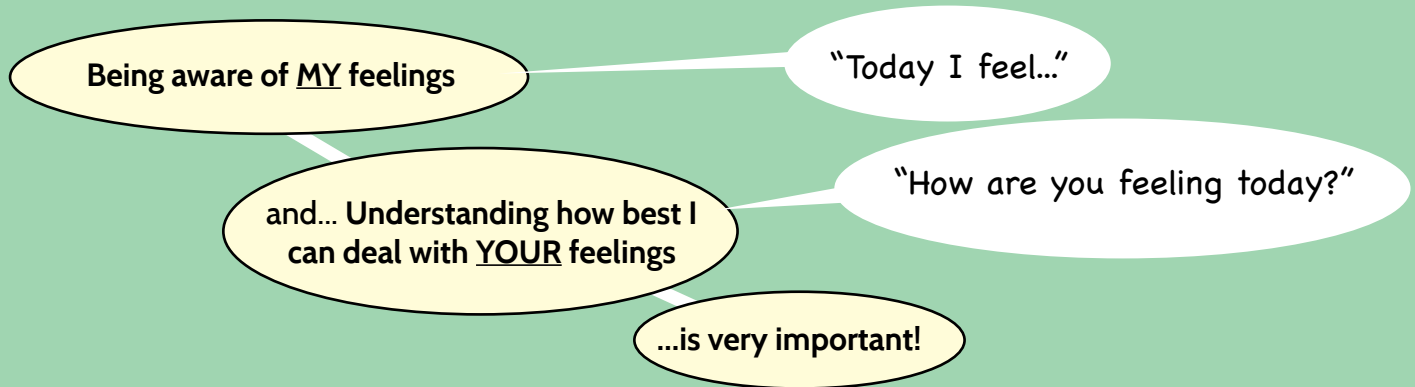 Being aware of MY feelings
“Today I feel...”
“How are you feeling today?”
and... Understanding how best I
can deal with YOUR feelings
...is very important!